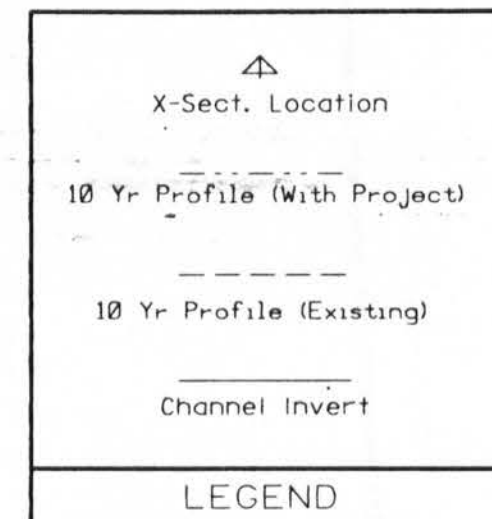 X-Sect. Location
10 Yr Profile (With Project)
10 Yr Profile (Existing)
Channel Invert
LEGEND